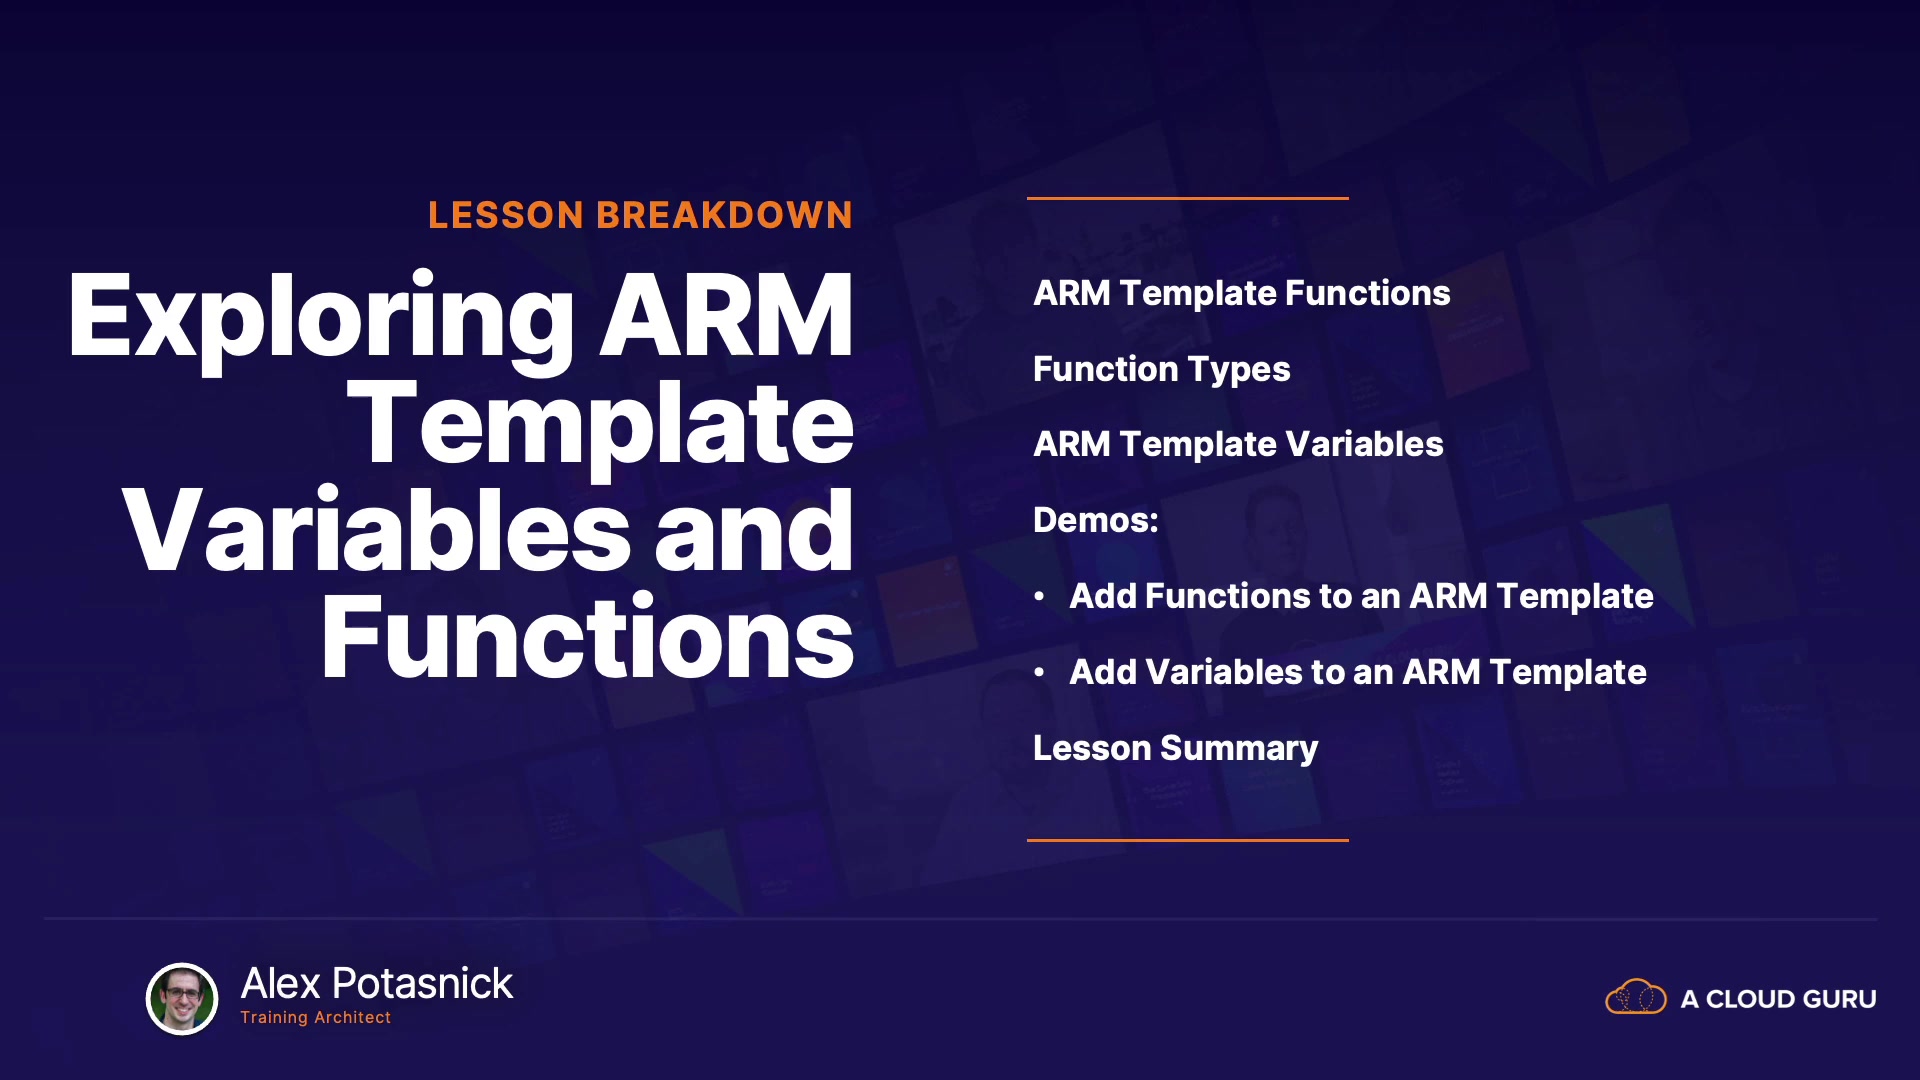 LESSON BREAKDOWN
Exploring ARM
Template
Variables and
Functions
ARM Template Functions
Function Types
ARM Template Variables
Demos:
• Add Functions to an ARM Template
• Add Variables to an ARM Template
Lesson Summary
Alex Potasnick
Training Architect
A CLOUD GURU